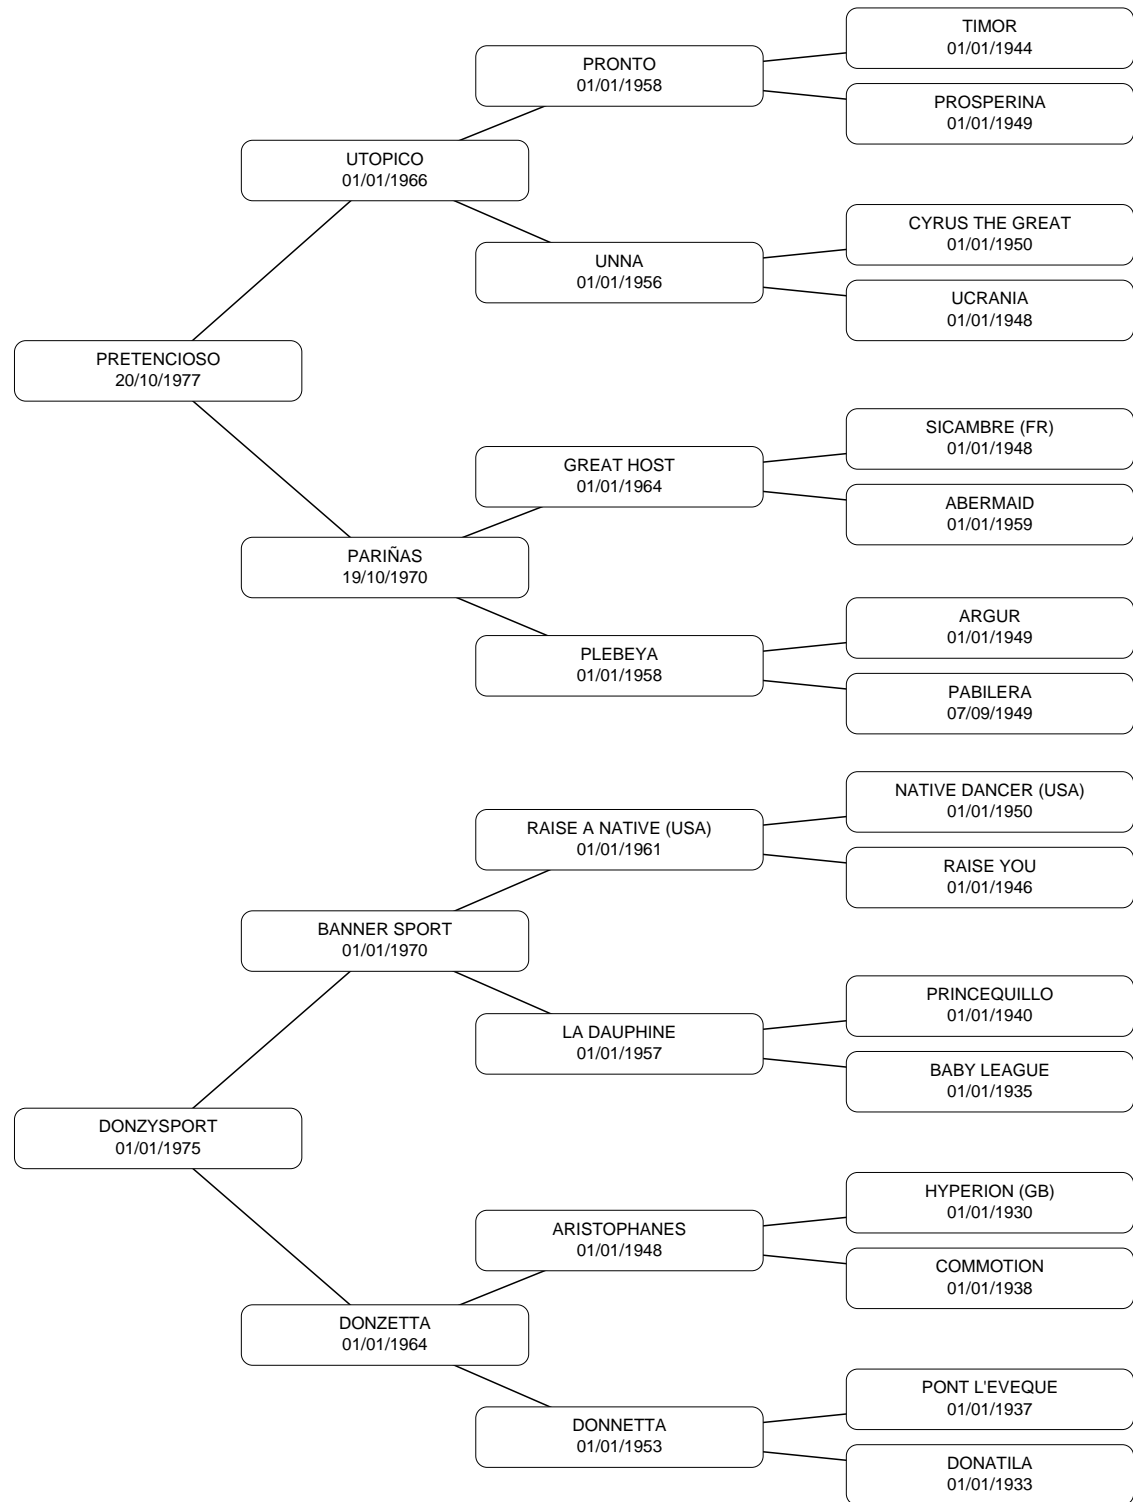 TIMOR
01/01/1944
PRONTO
01/01/1958
PROSPERINA
01/01/1949
UTOPICO
01/01/1966
CYRUS THE GREAT
01/01/1950
UNNA
01/01/1956
UCRANIA
01/01/1948
PRETENCIOSO
20/10/1977
SICAMBRE (FR)
01/01/1948
GREAT HOST
01/01/1964
ABERMAID
01/01/1959
PARIÑAS
19/10/1970
ARGUR
01/01/1949
PLEBEYA
01/01/1958
PABILERA
07/09/1949
NATIVE DANCER (USA)
01/01/1950
RAISE A NATIVE (USA)
01/01/1961
RAISE YOU
01/01/1946
BANNER SPORT
01/01/1970
PRINCEQUILLO
01/01/1940
LA DAUPHINE
01/01/1957
BABY LEAGUE
01/01/1935
DONZYSPORT
01/01/1975
HYPERION (GB)
01/01/1930
ARISTOPHANES
01/01/1948
COMMOTION
01/01/1938
DONZETTA
01/01/1964
PONT L'EVEQUE
01/01/1937
DONNETTA
01/01/1953
DONATILA
01/01/1933